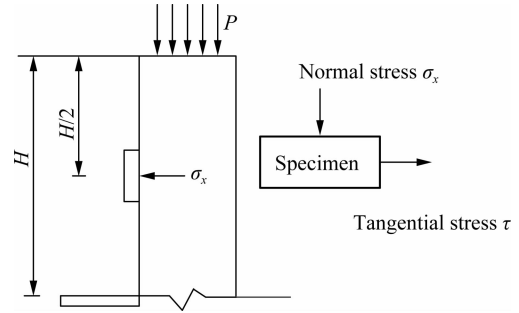 P
Normal stress σₓ
H/2
H
σₓ
Specimen
Tangential stress τ